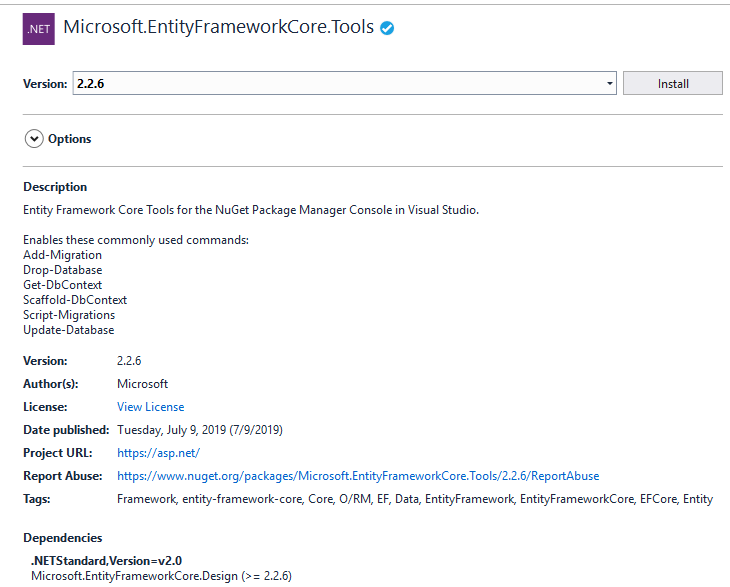 .NET Microsoft.EntityFrameworkCore.Tools
Version: 2.2.6 Install
Options
Description
Entity Framework Core Tools for the NuGet Package Manager Console in Visual Studio.
Enables these commonly used commands:
Add-Migration
Drop-Database
Get-DbContext
Scaffold-DbContext
Script-Migrations
Update-Database
Version: 2.2.6
Author(s): Microsoft
License: View License
Date published: Tuesday, July 9, 2019 (7/9/2019)
Project URL: https://asp.net/
Report Abuse: https://www.nuget.org/packages/Microsoft.EntityFrameworkCore.Tools/2.2.6/ReportAbuse
Tags: Framework, entity-framework-core, Core, O/RM, EF, Data, EntityFramework, EntityFrameworkCore, EFCore, Entity
Dependencies
.NETStandard,Version=v2.0
Microsoft.EntityFrameworkCore.Design (>= 2.2.6)